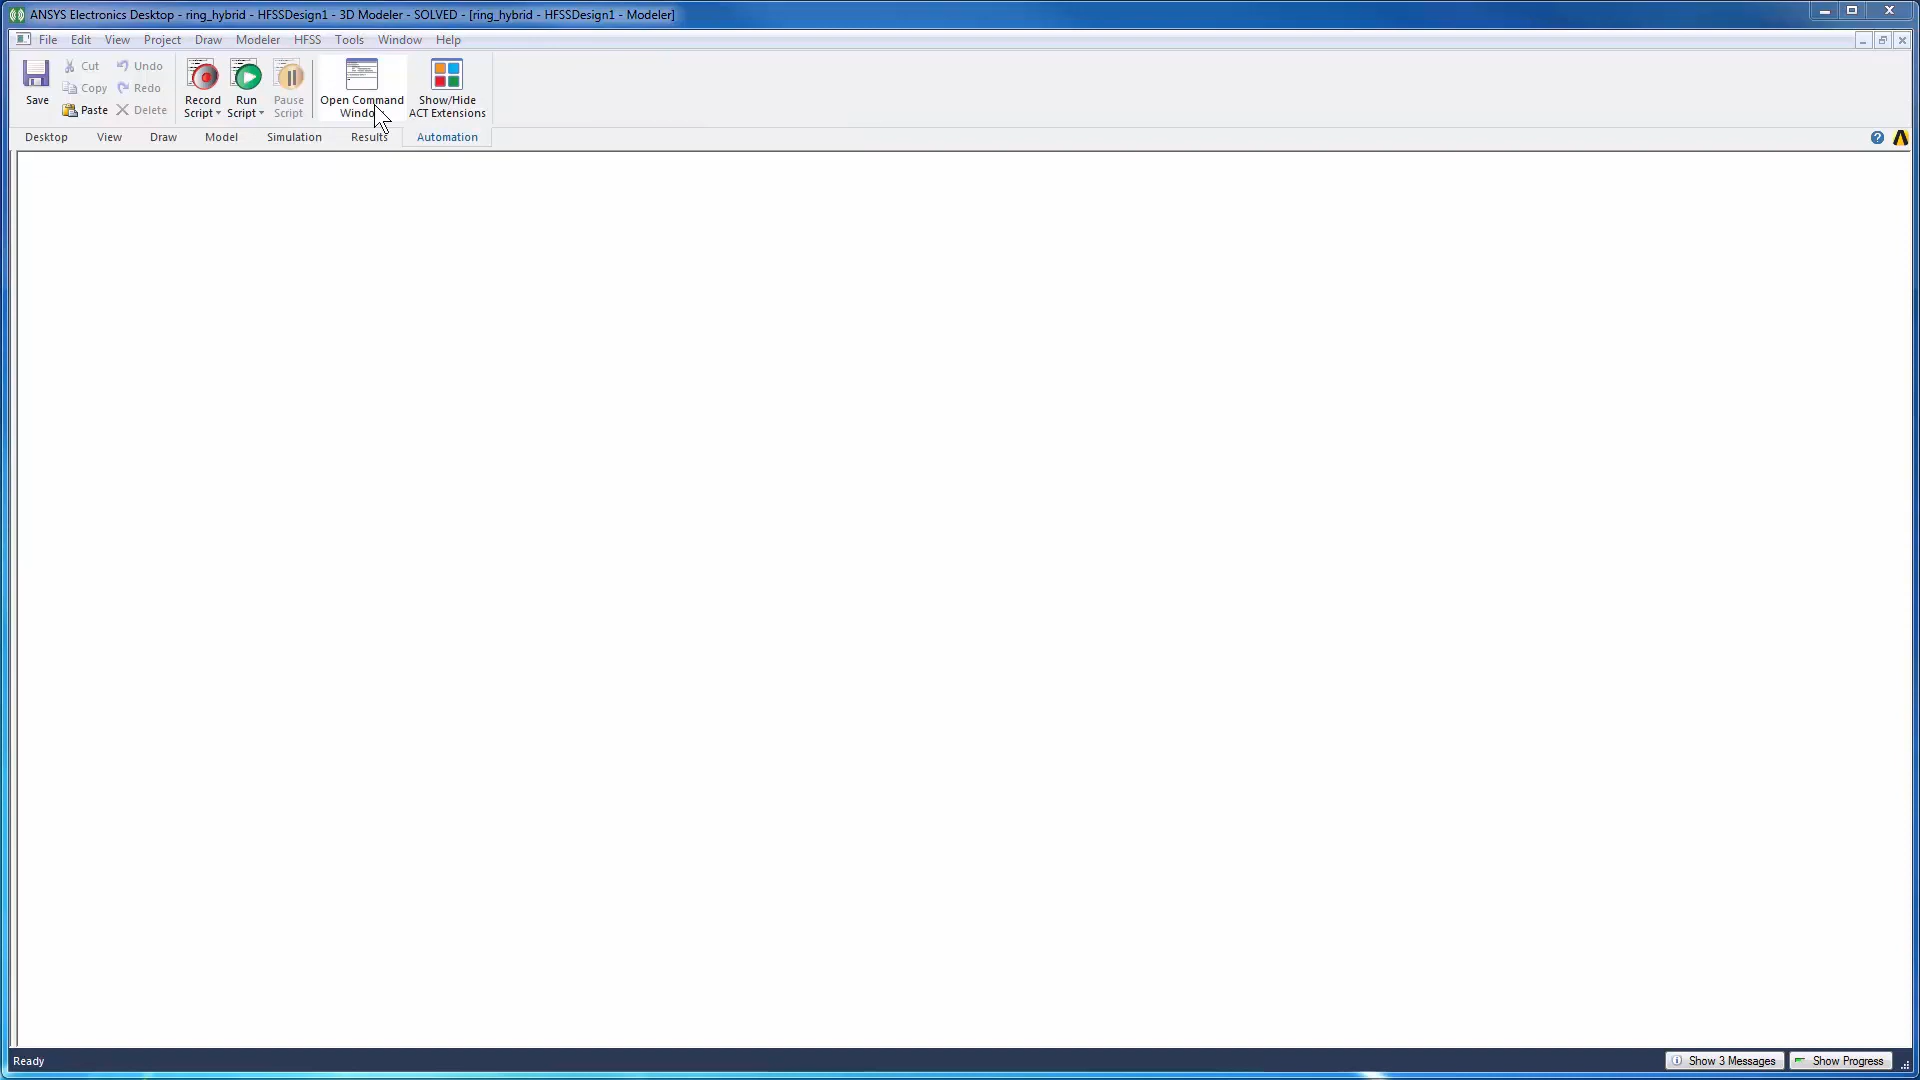 ANSYS Electronics Desktop - ring_hybrid - HFSSDesign1 - 3D Modeler - SOLVED - [ring_hybrid - HFSSDesign1 - Modeler]
File Edit View Project Draw Modeler HFSS Tools Window Help
Cut Undo
Copy Redo
Paste Delete
Save
Record Script
Run Script
Pause Script
Open Command Window
Show/Hide ACT Extensions
Desktop View Draw Model Simulation Results Automation
Ready Show 3 Messages Show Progress